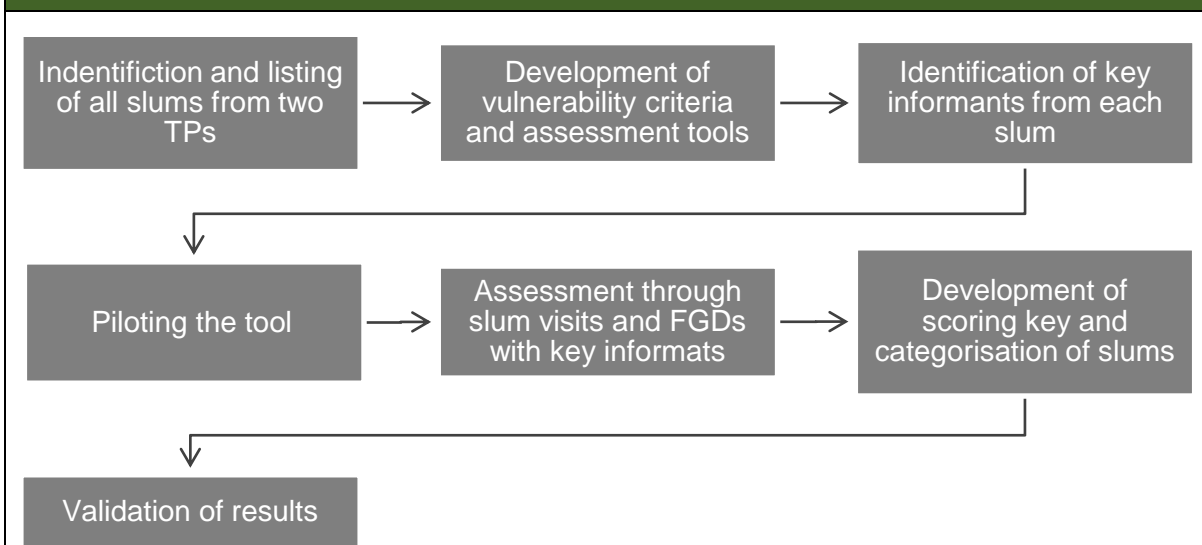 Indentifiction and listing
of all slums from two
TPs
Development of
vulnerability criteria
and assessment tools
Identification of key
informants from each
slum
Piloting the tool
Assessment through
slum visits and FGDs
with key informats
Development of
scoring key and
categorisation of slums
Validation of results